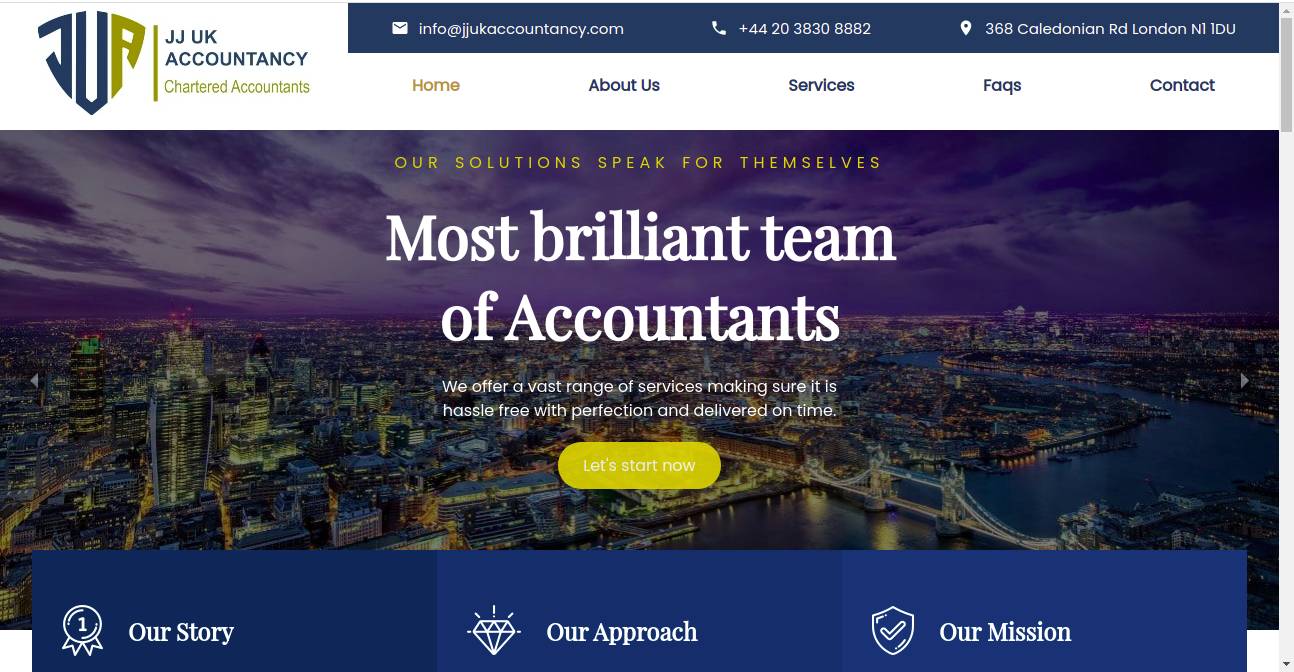 JJ UK
ACCOUNTANCY
Chartered Accountants
info@jjukaccountancy.com
+44 20 3830 8882
368 Caledonian Rd London N1 1DU
Home
About Us
Services
Faqs
Contact
OUR SOLUTIONS SPEAK FOR THEMSELVES
Most brilliant team
of Accountants
We offer a vast range of services making sure it is
hassle free with perfection and delivered on time.
Let's start now
1
Our Story
Our Approach
Our Mission